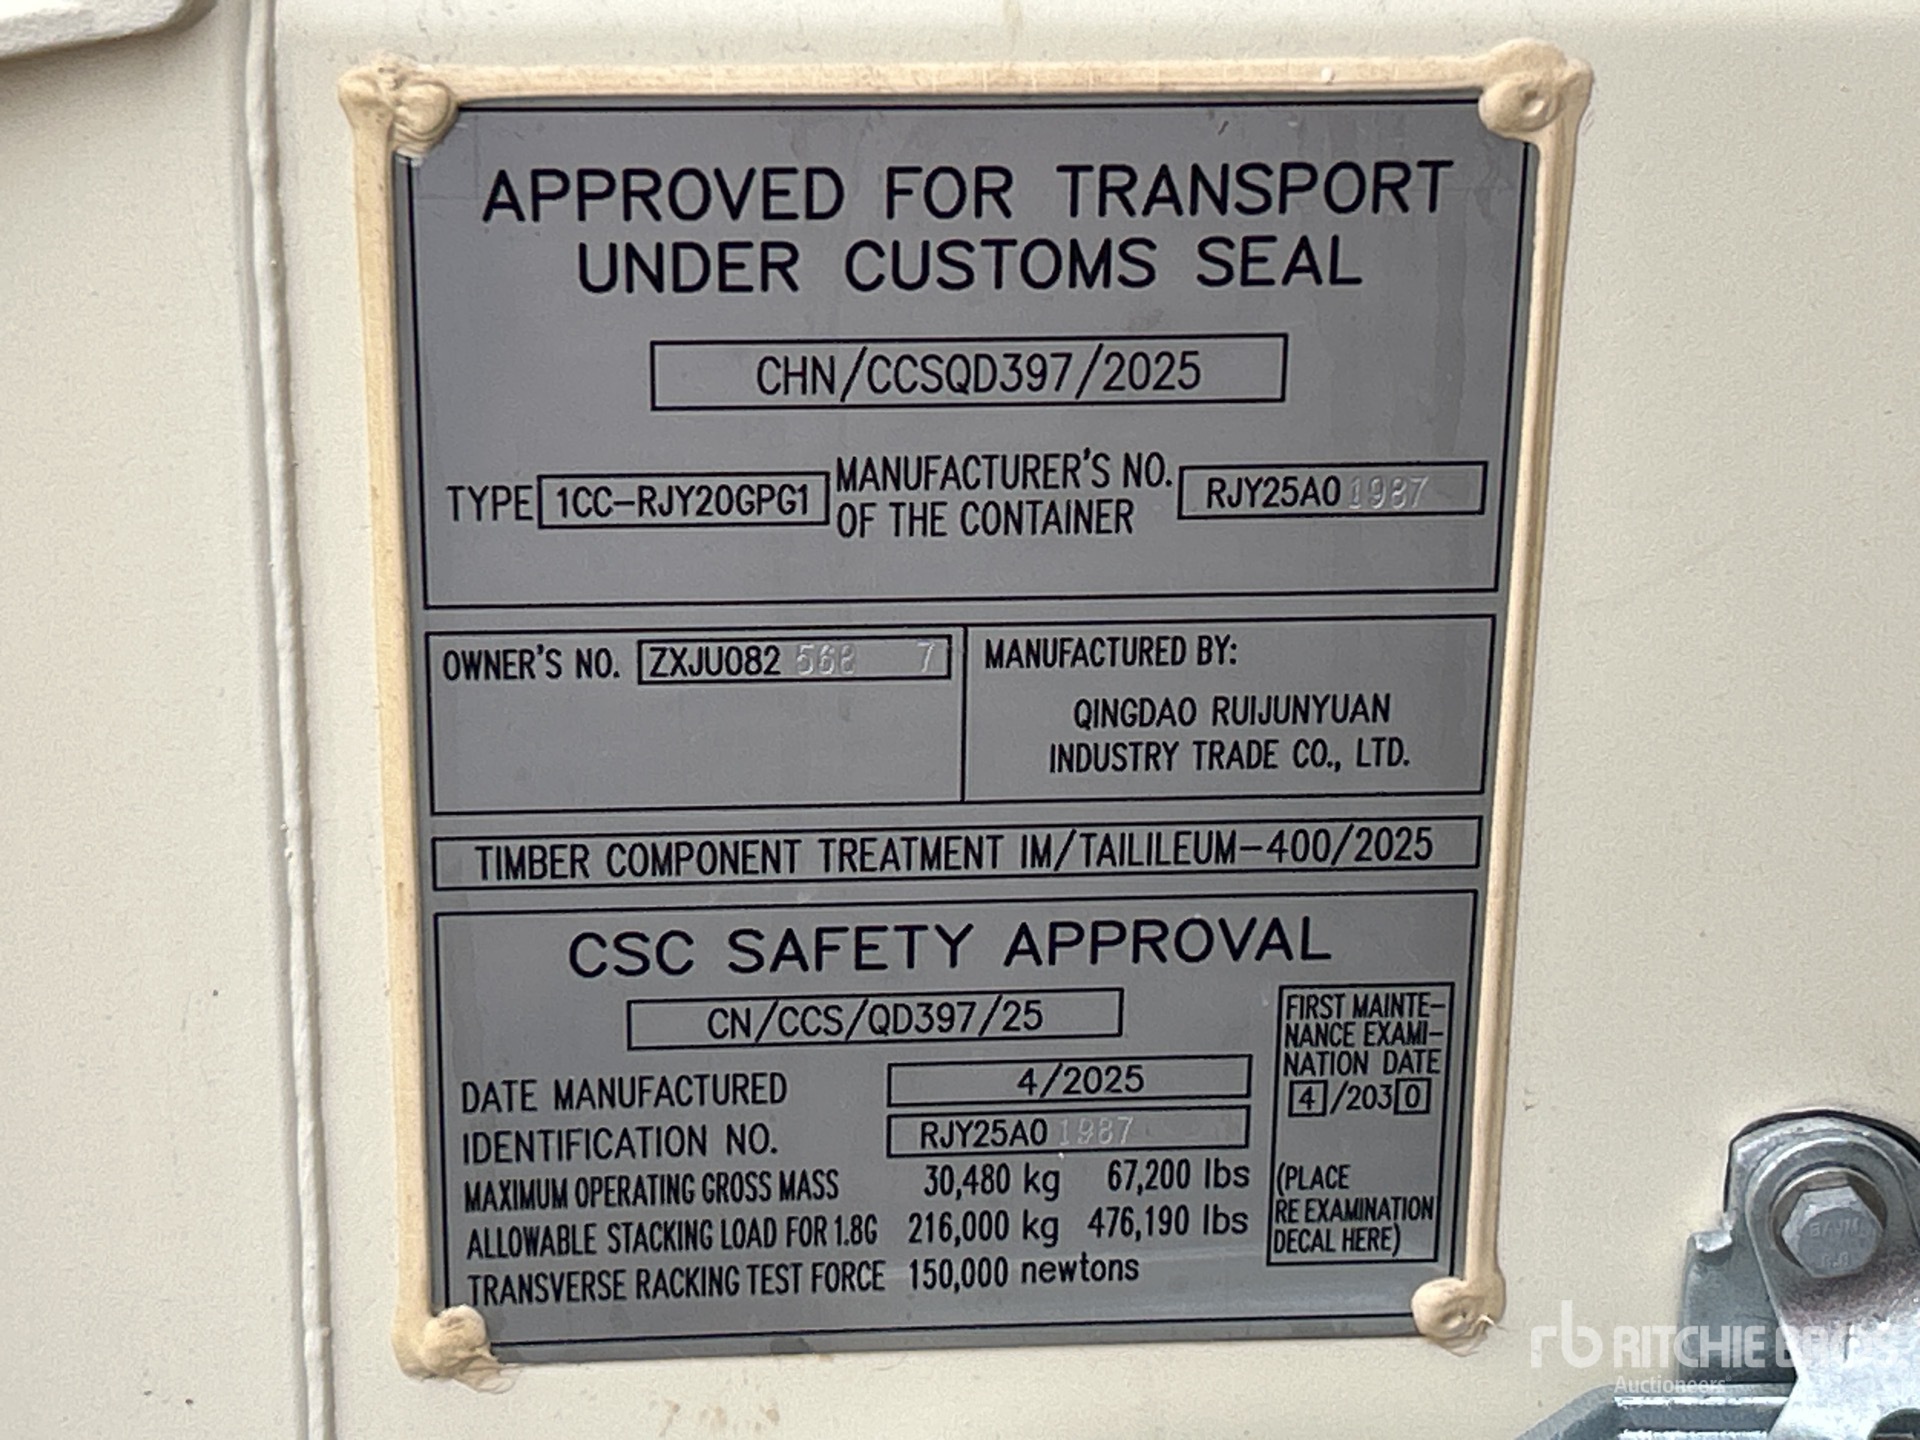 APPROVED FOR TRANSPORT
UNDER CUSTOMS SEAL
CHN/CCSQD397/2025
TYPE 1CC-RJY20GPG1 MANUFACTURER'S NO.
OF THE CONTAINER RJY25A0 1987
OWNER'S NO. ZXJU082 568 7
MANUFACTURED BY:
QINGDAO RUIJUNYUAN
INDUSTRY TRADE CO., LTD.
TIMBER COMPONENT TREATMENT IM/TAILILEUM-400/2025
CSC SAFETY APPROVAL
CN/CCS/QD397/25
DATE MANUFACTURED 4/2025
IDENTIFICATION NO. RJY25A0 1987
MAXIMUM OPERATING GROSS MASS 30,480 kg 67,200 lbs
ALLOWABLE STACKING LOAD FOR 1.8G 216,000 kg 476,190 lbs
TRANSVERSE RACKING TEST FORCE 150,000 newtons
FIRST MAINTE-
NANCE EXAMI-
NATION DATE
4/2030
(PLACE
RE EXAMINATION
DECAL HERE)
rb RITCHIE BROS
Auctioneers